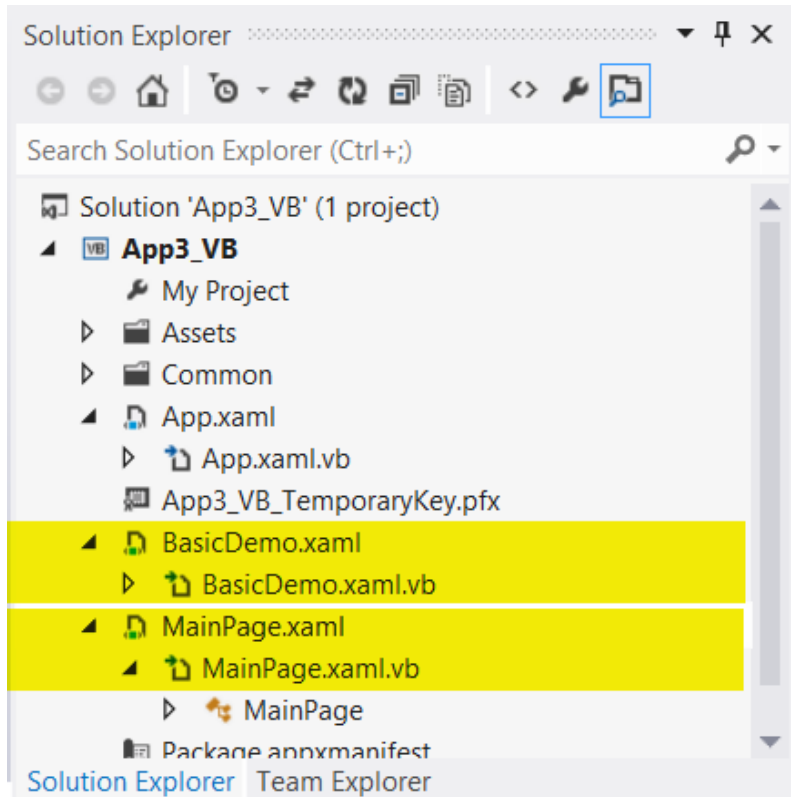 Solution Explorer
Search Solution Explorer (Ctrl+;)
Solution 'App3_VB' (1 project)
VB App3_VB
My Project
Assets
Common
App.xaml
App.xaml.vb
App3_VB_TemporaryKey.pfx
BasicDemo.xaml
BasicDemo.xaml.vb
MainPage.xaml
MainPage.xaml.vb
MainPage
Package.appxmanifest
Solution Explorer Team Explorer